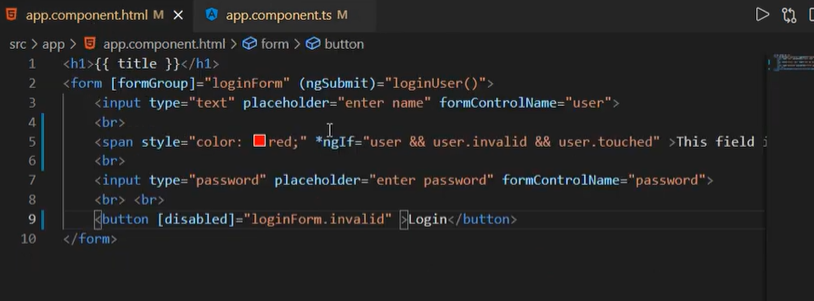 app.component.html M × app.component.ts M
src > app > app.component.html > form > button
1 <h1>{{ title }}</h1>
2 <form [formGroup]="loginForm" (ngSubmit)="loginUser()">
3 <input type="text" placeholder="enter name" formControlName="user">
4 <br>
5 <span style="color: red;" *ngIf="user && user.invalid && user.touched" >This field i
6 <br>
7 <input type="password" placeholder="enter password" formControlName="password">
8 <br> <br>
9 <button [disabled]="loginForm.invalid" >Login</button>
10 </form>